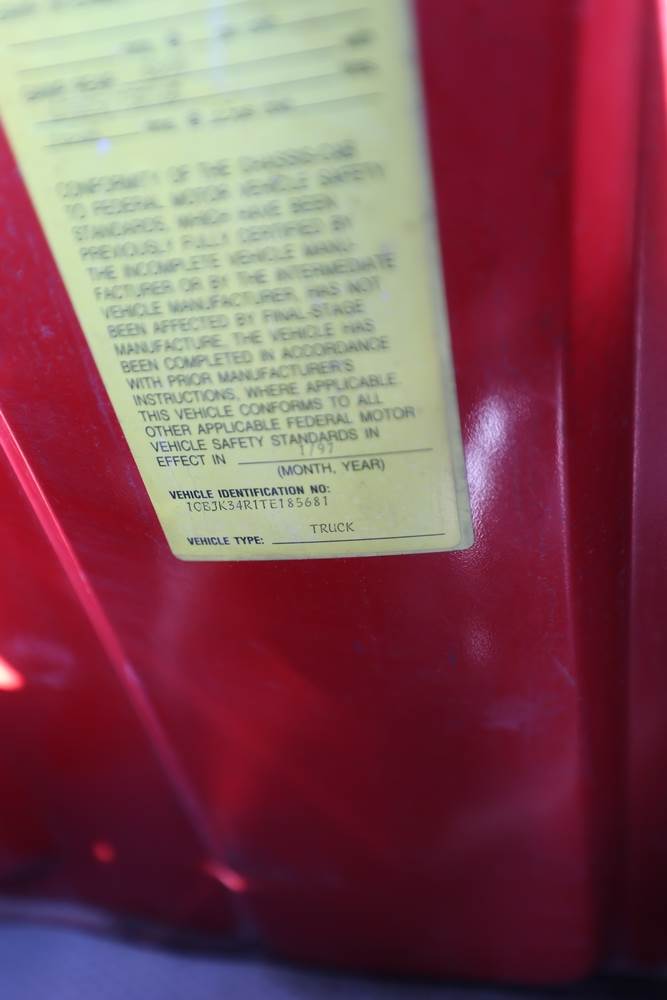 CONFORMITY OF THE CHASSIS-CAB
TO FEDERAL MOTOR VEHICLE SAFETY
STANDARDS, WHICH HAVE BEEN
PREVIOUSLY FULLY CERTIFIED BY
THE INCOMPLETE VEHICLE MANU-
FACTURER OR BY THE INTERMEDIATE
VEHICLE MANUFACTURER, HAS NOT
BEEN AFFECTED BY FINAL-STAGE
MANUFACTURE. THE VEHICLE HAS
BEEN COMPLETED IN ACCORDANCE
WITH PRIOR MANUFACTURER'S
INSTRUCTIONS, WHERE APPLICABLE.
THIS VEHICLE CONFORMS TO ALL
OTHER APPLICABLE FEDERAL MOTOR
VEHICLE SAFETY STANDARDS IN
EFFECT IN 1/97
(MONTH, YEAR)
VEHICLE IDENTIFICATION NO:
1CBJK34R1TE185681
VEHICLE TYPE: TRUCK